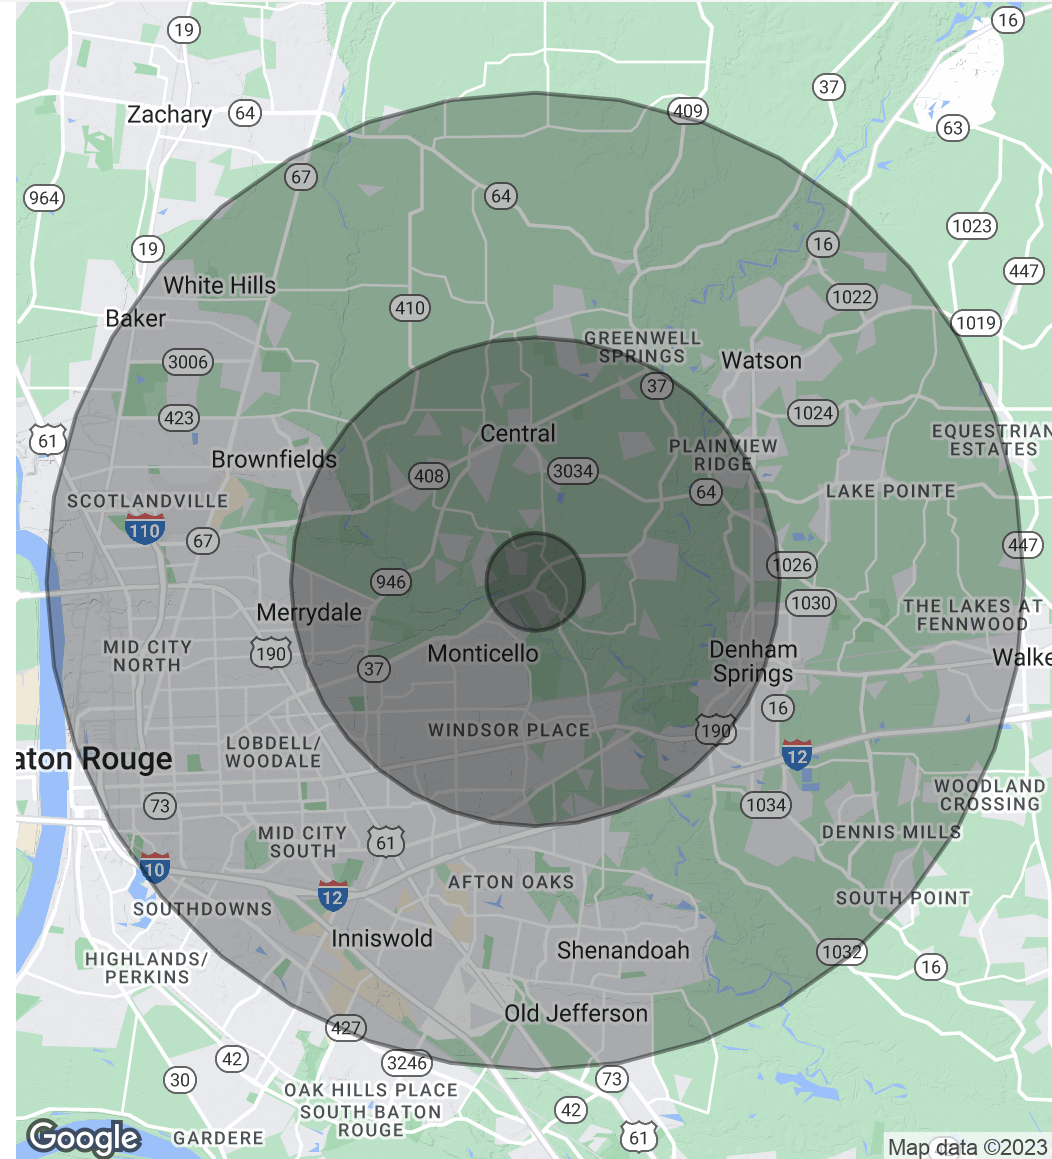 16
19
37
409
Zachary
64
63
67
64
964
1023
19
16
447
White Hills
1022
410
Baker
1019
GREENWELL
SPRINGS
3006
Watson
37
423
1024
Central
EQUESTRIAN
ESTATES
61
PLAINVIEW
RIDGE
Brownfields
408
3034
64
LAKE POINTE
SCOTLANDVILLE
110
67
447
1026
946
1030
Merrydale
THE LAKES AT
FENNWOOD
MID CITY
NORTH
190
Monticello
Denham
Springs
Walke
37
16
WINDSOR PLACE
190
LOBDELL/
WOODALE
12
aton Rouge
WOODLAND
CROSSING
73
1034
MID CITY
SOUTH
61
DENNIS MILLS
10
12
AFTON OAKS
SOUTH POINT
SOUTHDOWNS
Inniswold
Shenandoah
1032
HIGHLANDS/
PERKINS
16
Old Jefferson
427
42
3246
30
73
OAK HILLS PLACE
SOUTH BATON
ROUGE
42
GARDERE
61
Google
Map data ©2023